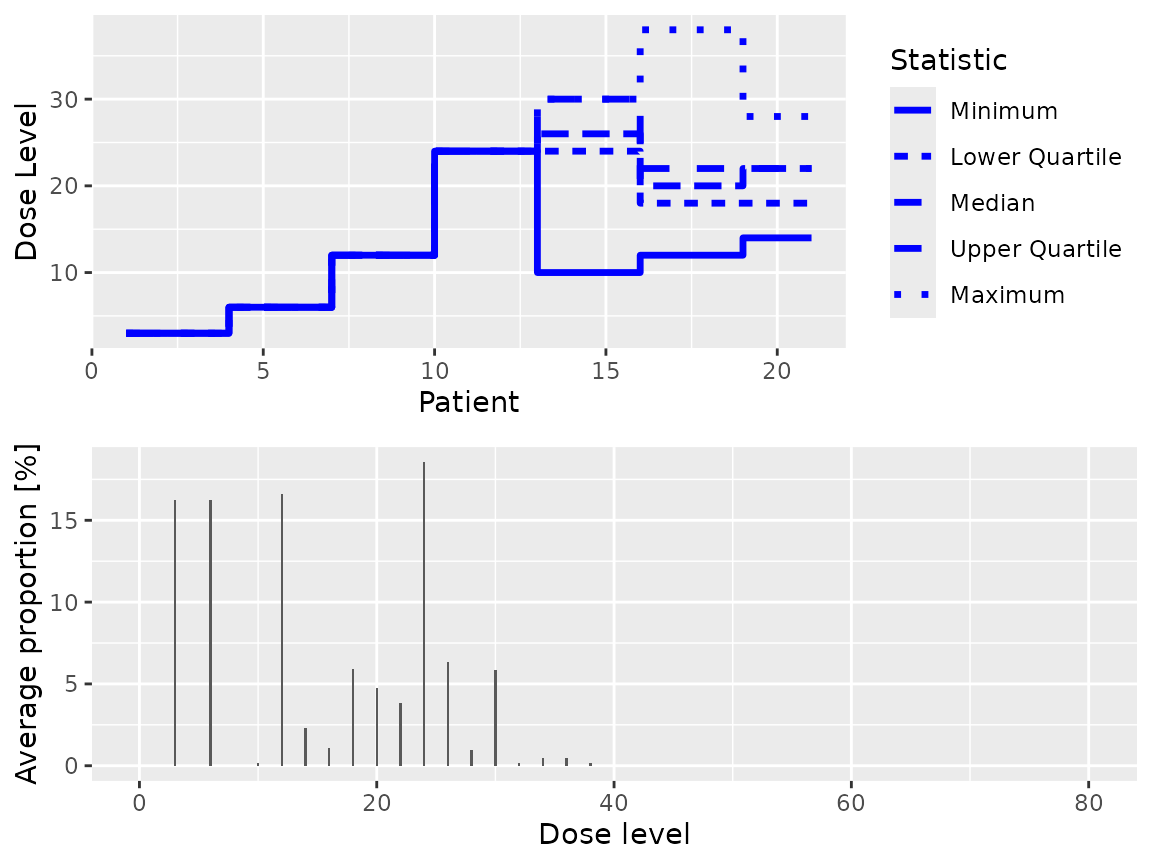 Dose Level
30
20
10
0 5 10 15 20
Patient
Statistic
Minimum
Lower Quartile
Median
Upper Quartile
Maximum
Average proportion [%]
15
10
5
0
0 20 40 60 80
Dose level